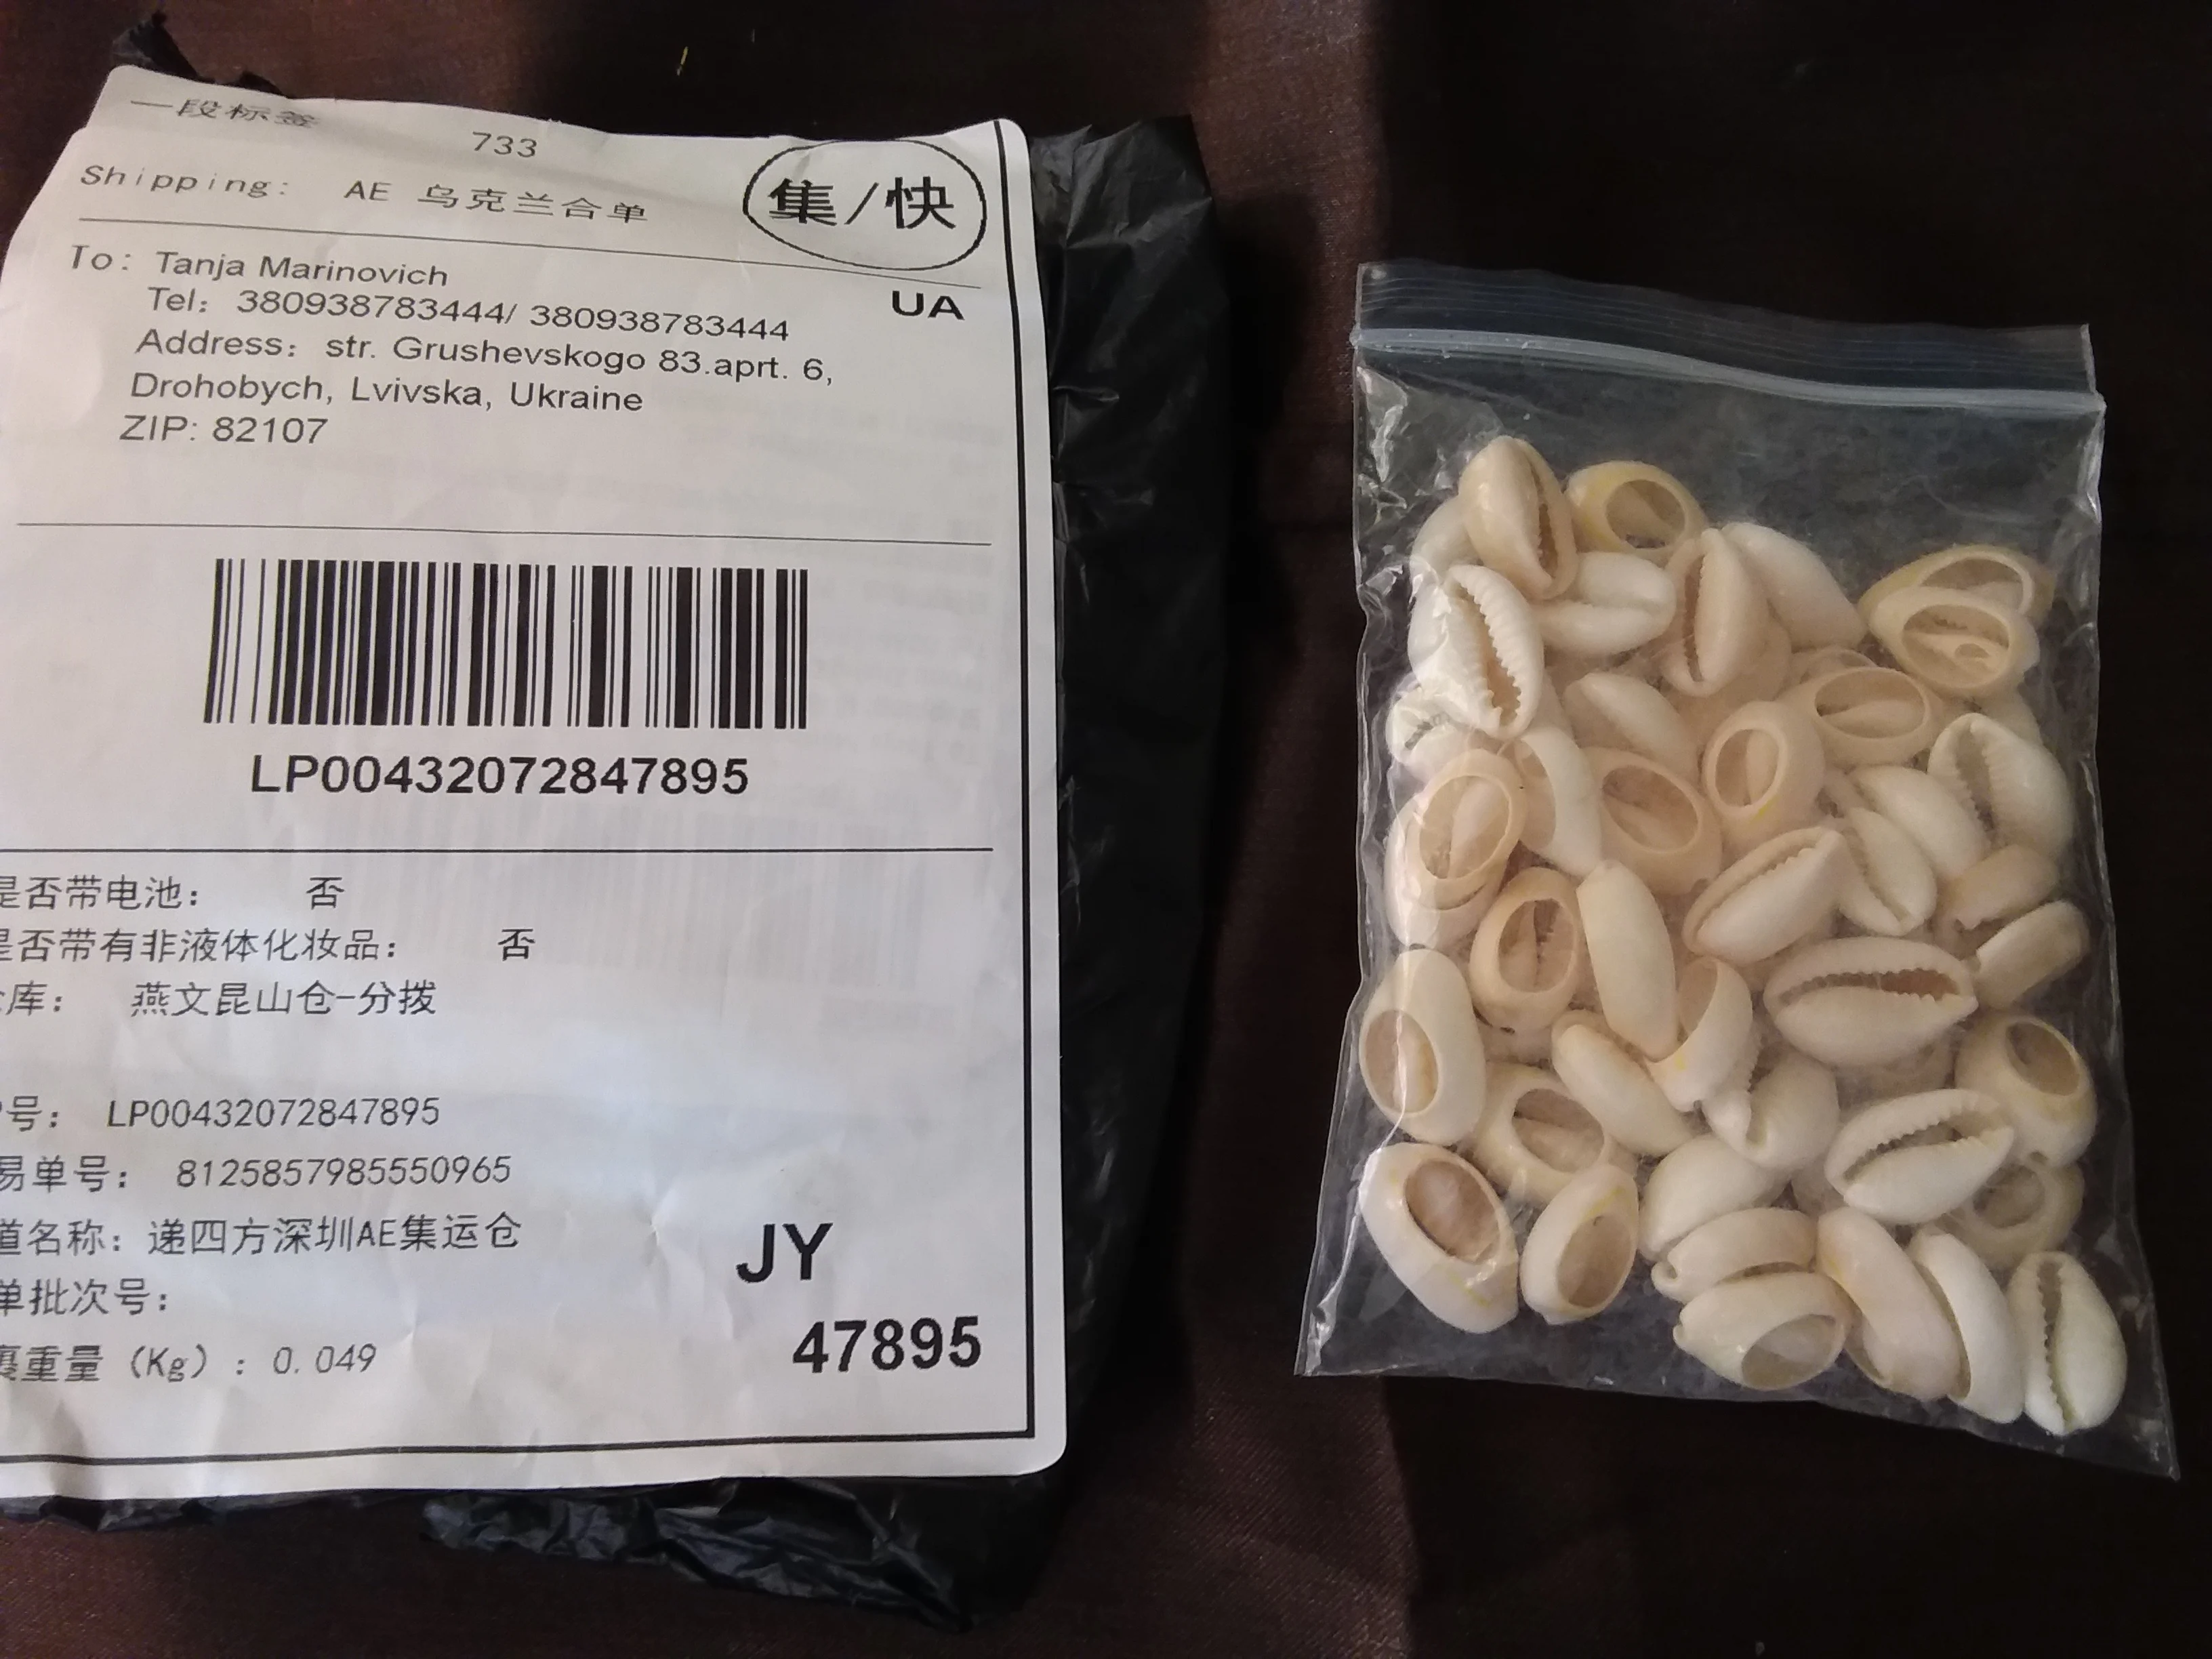 一段标签 733
集/快
Shipping: AE 乌克兰合单
To: Tanja Marinovich
UA
Tel: 380938783444/ 380938783444
Address: str. Grushevskogo 83.aprt. 6,
Drohobych, Lvivska, Ukraine
ZIP: 82107
LP00432072847895
是否带电池: 否
是否带有非液体化妆品: 否
库: 燕文昆山仓-分拨
号: LP00432072847895
易单号: 8125857985550965
道名称: 递四方深圳AE集运仓
JY
单批次号:
47895
裹重量 (Kg) : 0.049